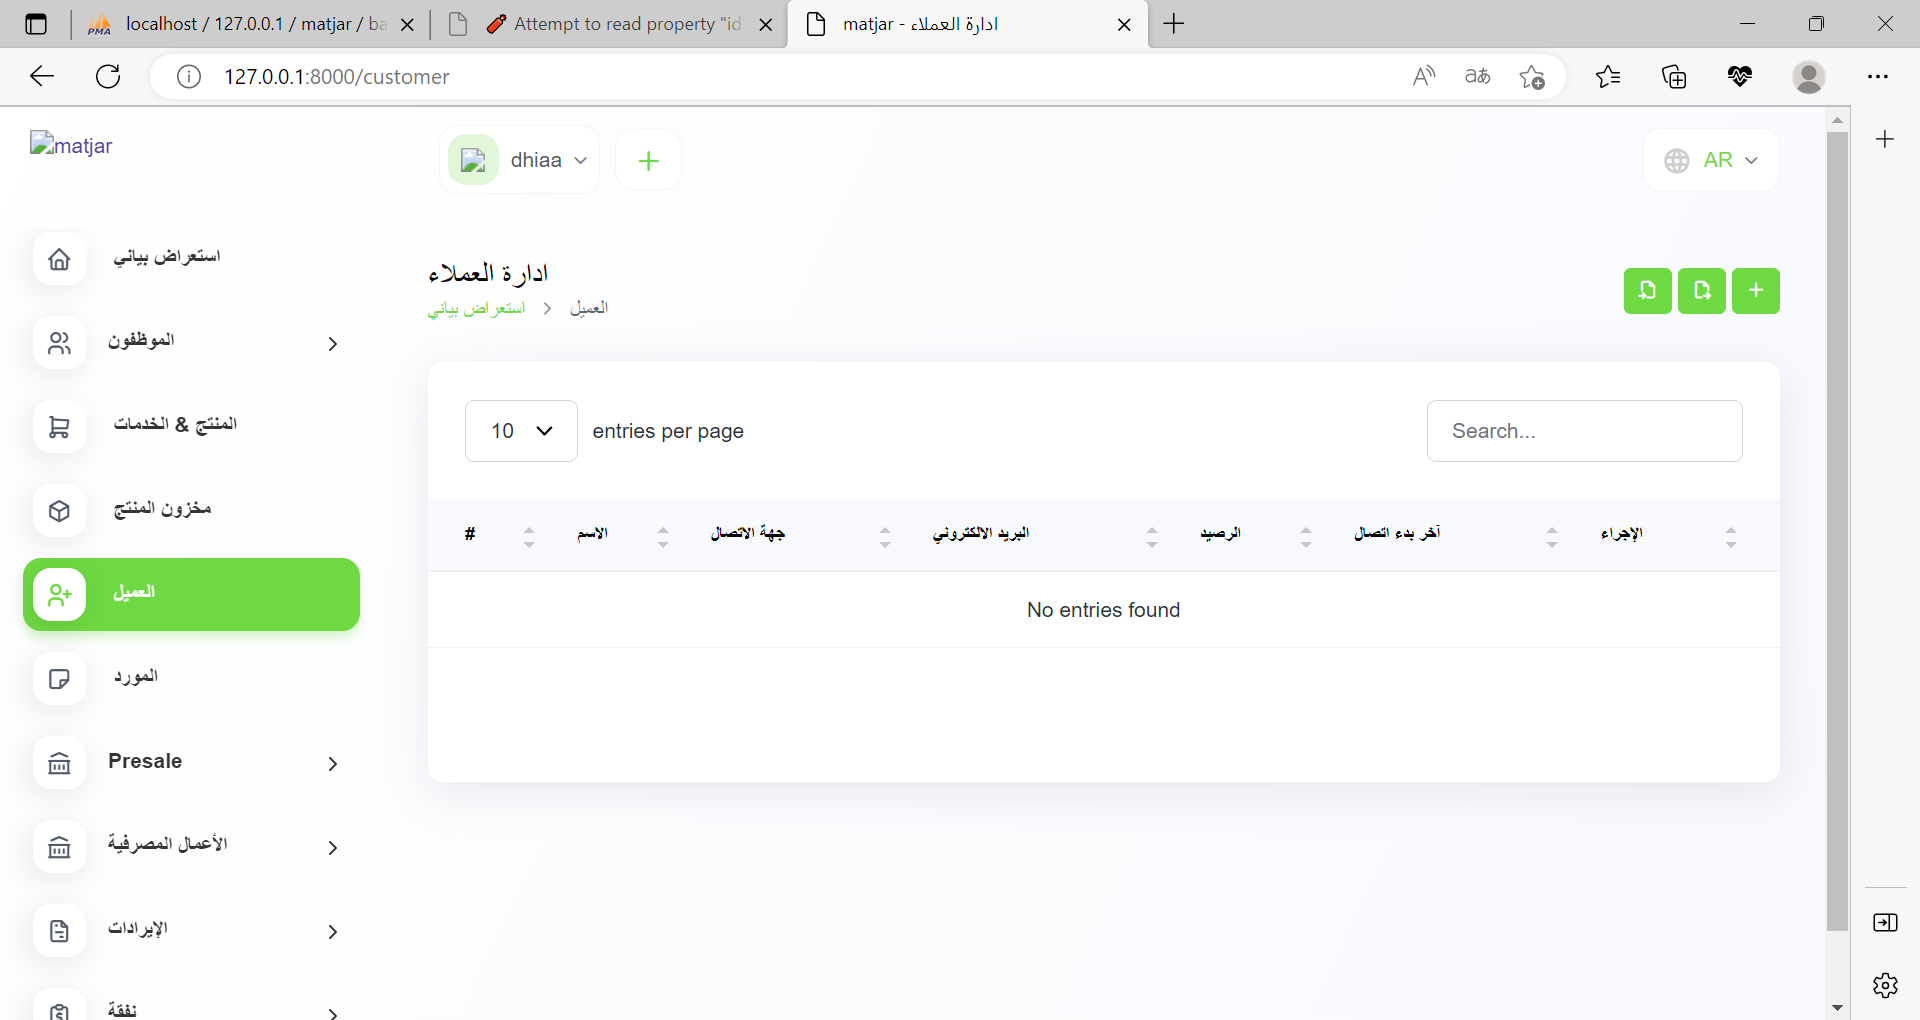 localhost / 127.0.0.1 / matjar / ba
Attempt to read property "id"
matjar - ادارة العملاء
127.0.0.1:8000/customer
matjar
dhiaa
AR
استعراض بياني
الموظفون
المنتج & الخدمات
مخزون المنتج
العميل
المورد
Presale
الأعمال المصرفية
الإيرادات
نفقة
ادارة العملاء
استعراض بياني
العميل
10 entries per page
Search...
# الاسم جهة الاتصال البريد الالكتروني الرصيد آخر بدء اتصال الإجراء
No entries found